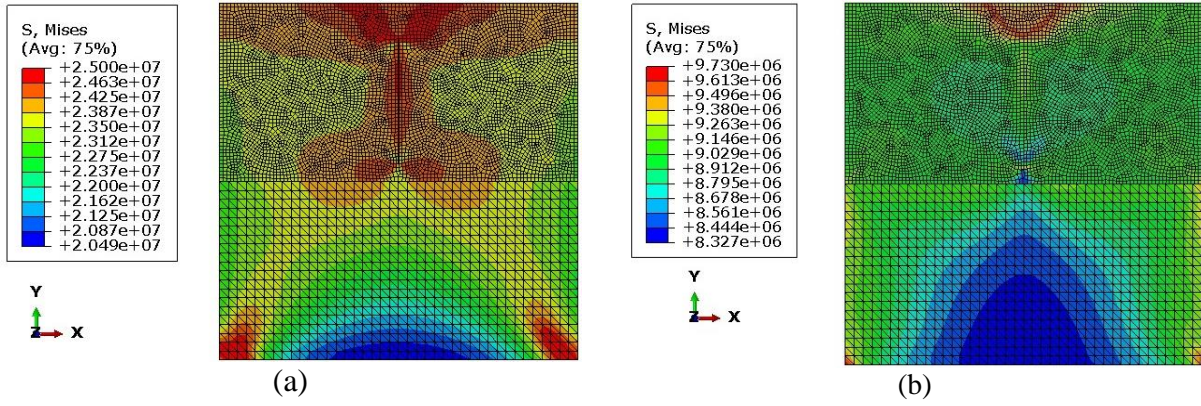 S, Mises
(Avg: 75%)
+2.500e+07
+2.463e+07
+2.425e+07
+2.387e+07
+2.350e+07
+2.312e+07
+2.275e+07
+2.237e+07
+2.200e+07
+2.162e+07
+2.125e+07
+2.087e+07
+2.049e+07
Y
Z
X
(a)
S, Mises
(Avg: 75%)
+9.730e+06
+9.613e+06
+9.496e+06
+9.380e+06
+9.263e+06
+9.146e+06
+9.029e+06
+8.912e+06
+8.795e+06
+8.678e+06
+8.561e+06
+8.444e+06
+8.327e+06
Y
Z
X
(b)